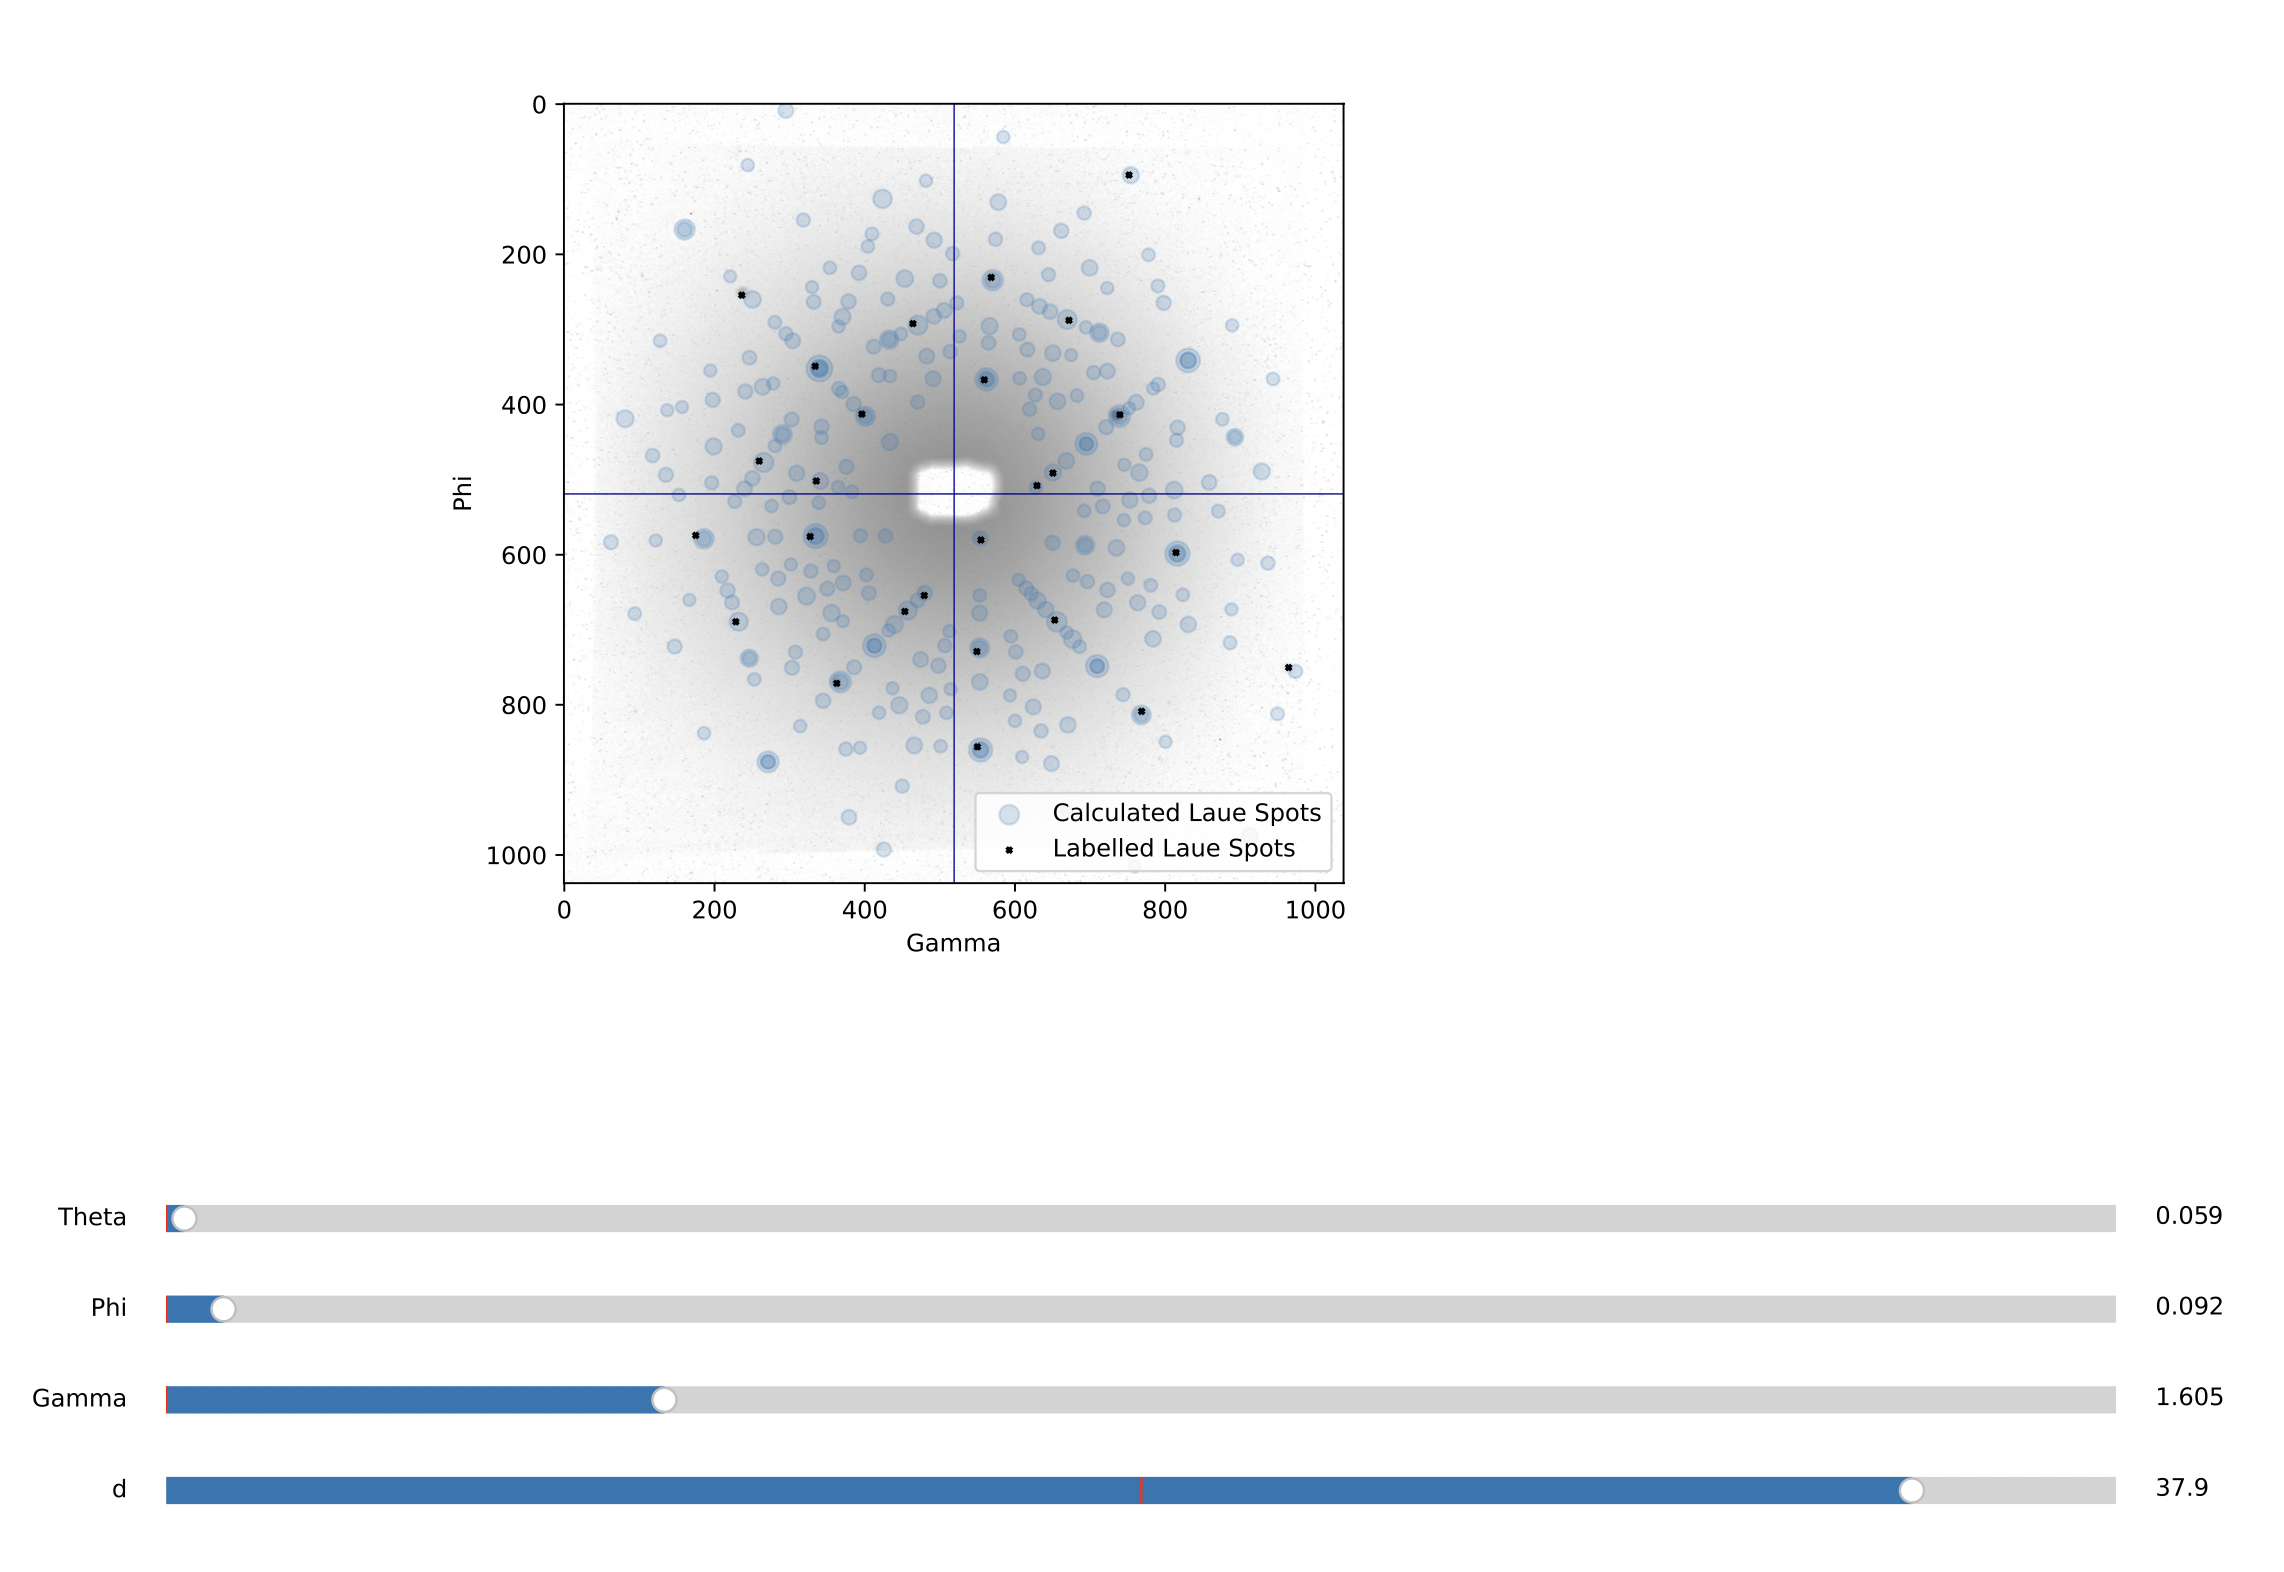 0
200
400
600
800
1000
Phi
Calculated Laue Spots
Labelled Laue Spots
0 200 400 600 800 1000
Gamma
Theta 0.059
Phi 0.092
Gamma 1.605
d 37.9